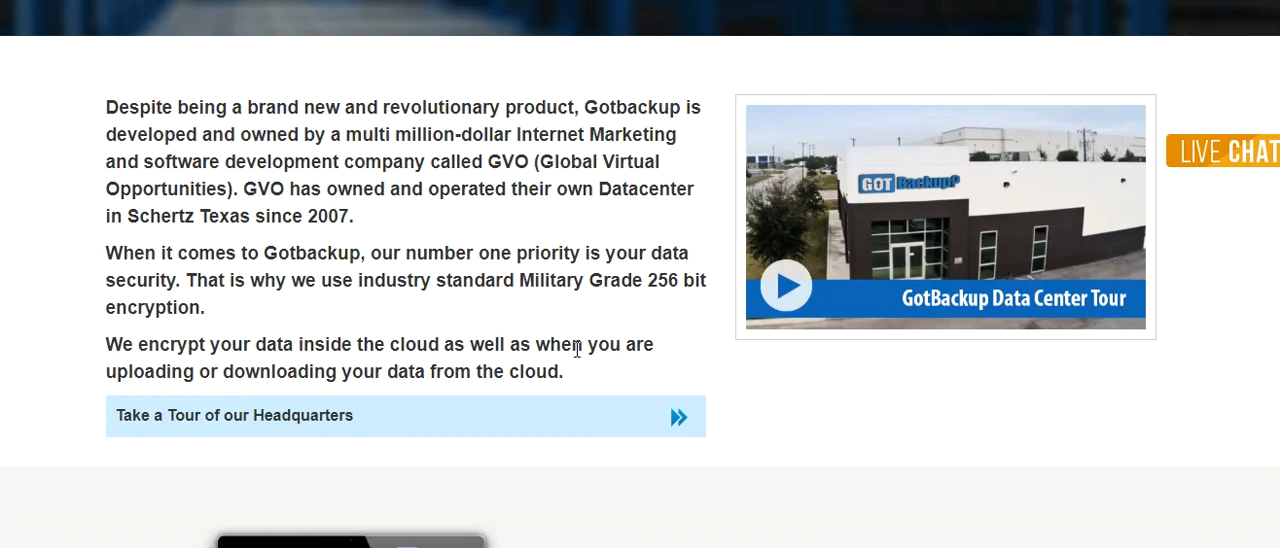 Despite being a brand new and revolutionary product, Gotbackup is
developed and owned by a multi million-dollar Internet Marketing
and software development company called GVO (Global Virtual
Opportunities). GVO has owned and operated their own Datacenter
in Schertz Texas since 2007.
When it comes to Gotbackup, our number one priority is your data
security. That is why we use industry standard Military Grade 256 bit
encryption.
We encrypt your data inside the cloud as well as when you are
uploading or downloading your data from the cloud.
Take a Tour of our Headquarters
GOT Backup?
GotBackup Data Center Tour
LIVE CHAT